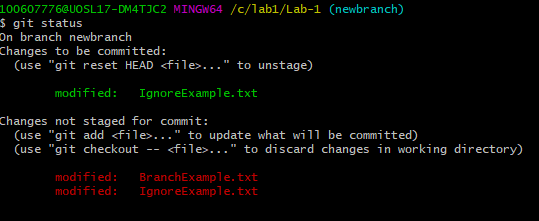 100607776@UOSL17-DM4TJC2 MINGW64 /c/lab1/Lab-1 (newbranch)
$ git status
On branch newbranch
Changes to be committed:
  (use "git reset HEAD <file>..." to unstage)

        modified:   IgnoreExample.txt

Changes not staged for commit:
  (use "git add <file>..." to update what will be committed)
  (use "git checkout -- <file>..." to discard changes in working directory)

        modified:   BranchExample.txt
        modified:   IgnoreExample.txt